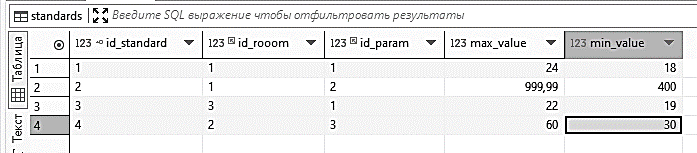 standards Введите SQL выражение чтобы отфильтровать результаты
Таблица
Текст
123 id_standard 123 id_rooom 123 id_param 123 max_value 123 min_value
1 1 1 1 24 18
2 2 1 2 999,99 400
3 3 3 1 22 19
4 4 2 3 60 30